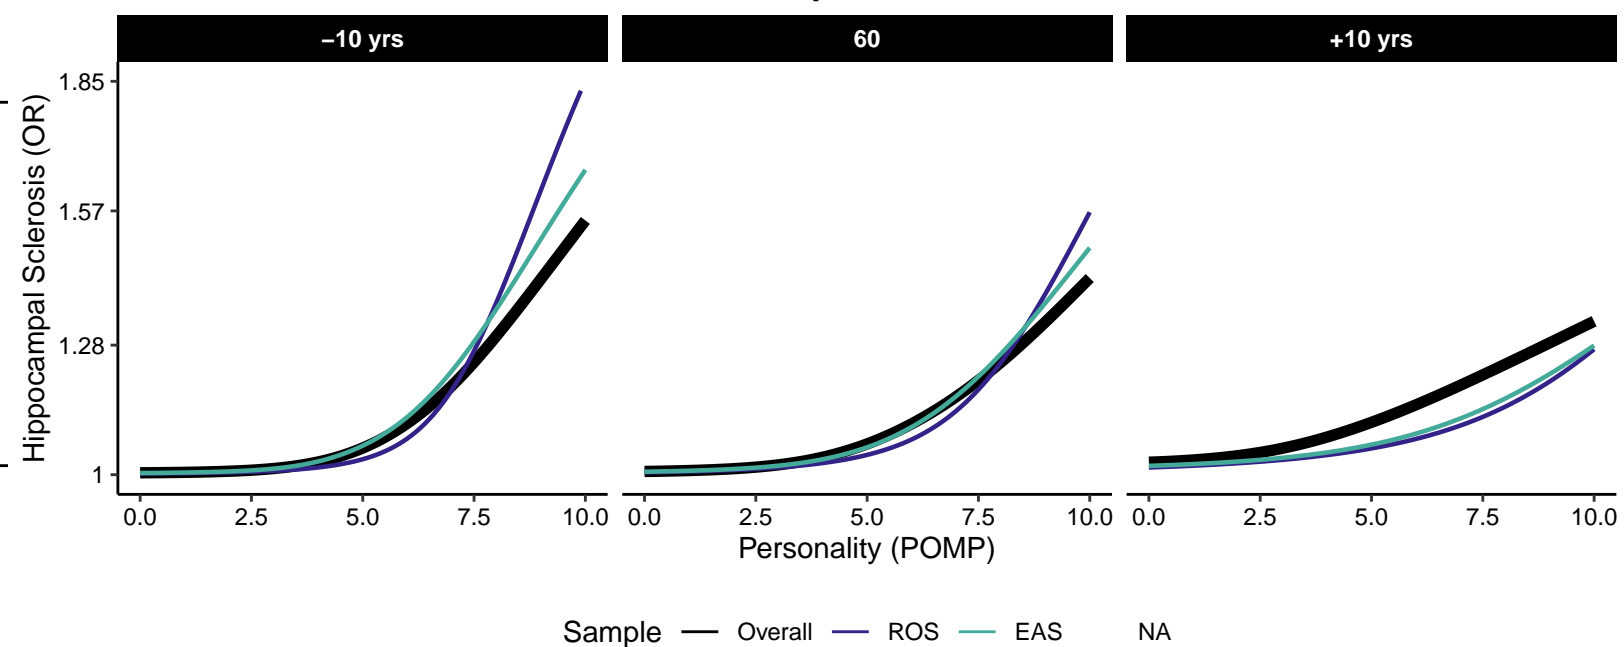 –10 yrs 60 +10 yrs
Hippocampal Sclerosis (OR)
1.85
1.57
1.28
1
0.0 2.5 5.0 7.5 10.0 0.0 2.5 5.0 7.5 10.0 0.0 2.5 5.0 7.5 10.0
Personality (POMP)
Sample Overall ROS EAS NA